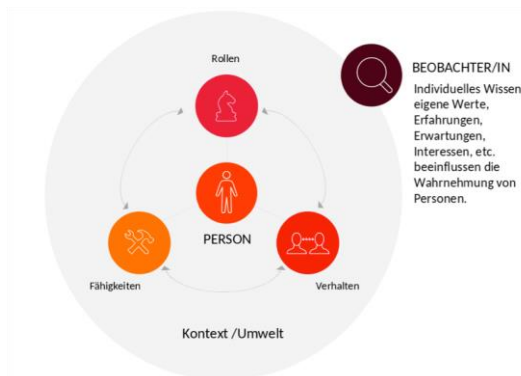 Rollen
BEOBACHTER/IN
Individuelles Wissen
eigene Werte,
Erfahrungen,
Erwartungen,
Interessen, etc.
beeinflussen die
Wahrnehmung von
Personen.
PERSON
Fähigkeiten
Verhalten
Kontext /Umwelt